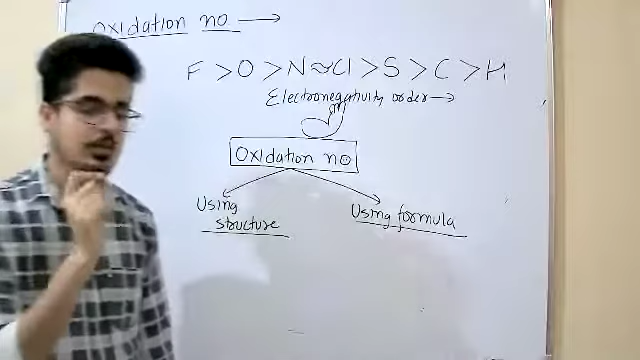 Oxidation no →
F > O > N ≈ Cl > S > C > H
Electronegativity order →
Oxidation no
Using structure
Using formula